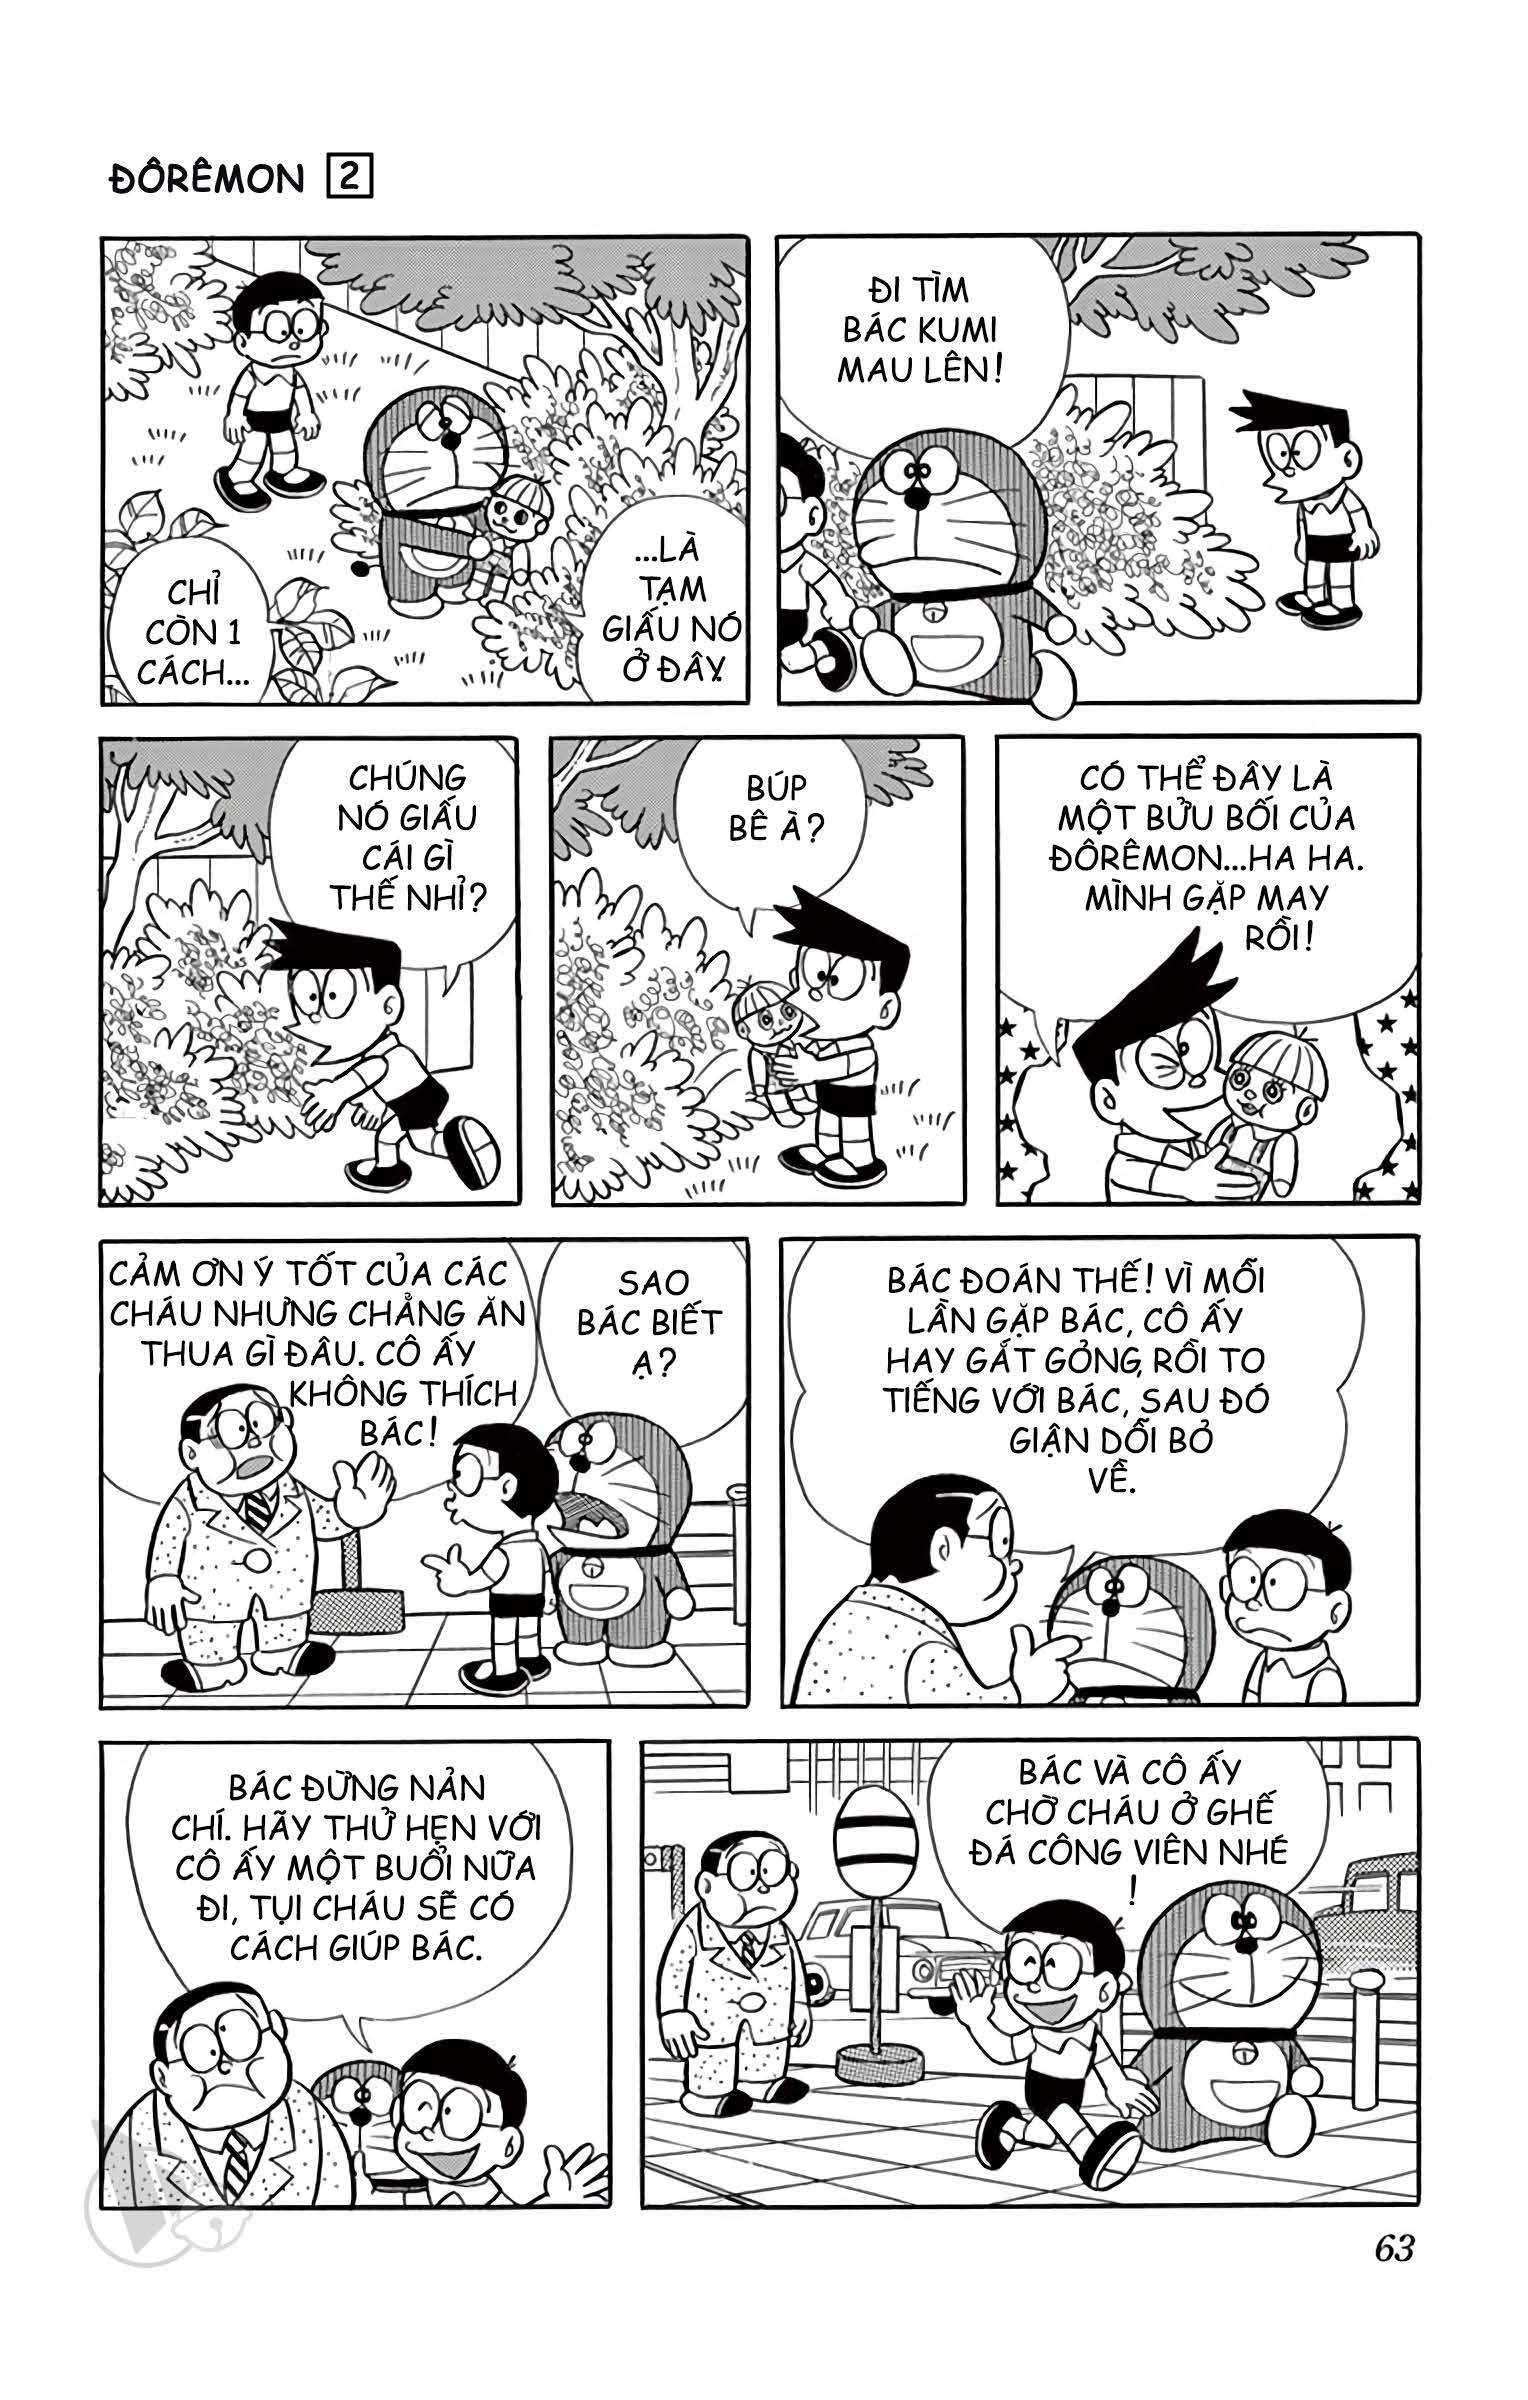 ĐÔRÊMON 2
CHỈ
CÒN 1
CÁCH...
...LÀ
TẠM
GIẤU NÓ
Ở ĐÂY.
ĐI TÌM
BÁC KUMI
MAU LÊN!
CHÚNG
NÓ GIẤU
CÁI GÌ
THẾ NHỈ?
BÚP
BÊ À?
CÓ THỂ ĐÂY LÀ
MỘT BỬU BỐI CỦA
ĐÔRÊMON...HA HA.
MÌNH GẶP MAY
RỒI!
CẢM ƠN Ý TỐT CỦA CÁC
CHÁU NHƯNG CHẲNG ĂN
THUA GÌ ĐÂU. CÔ ẤY
KHÔNG THÍCH
BÁC!
SAO
BÁC BIẾT
Ạ?
BÁC ĐOÁN THẾ! VÌ MỖI
LẦN GẶP BÁC, CÔ ẤY
HAY GẮT GỎNG, RỒI TO
TIẾNG VỚI BÁC, SAU ĐÓ
GIẬN DỖI BỎ
VỀ.
BÁC ĐỪNG NẢN
CHÍ. HÃY THỬ HẸN VỚI
CÔ ẤY MỘT BUỔI NỮA
ĐI, TỤI CHÁU SẼ CÓ
CÁCH GIÚP BÁC.
BÁC VÀ CÔ ẤY
CHỜ CHÁU Ở GHẾ
ĐÁ CÔNG VIÊN NHÉ
!
63